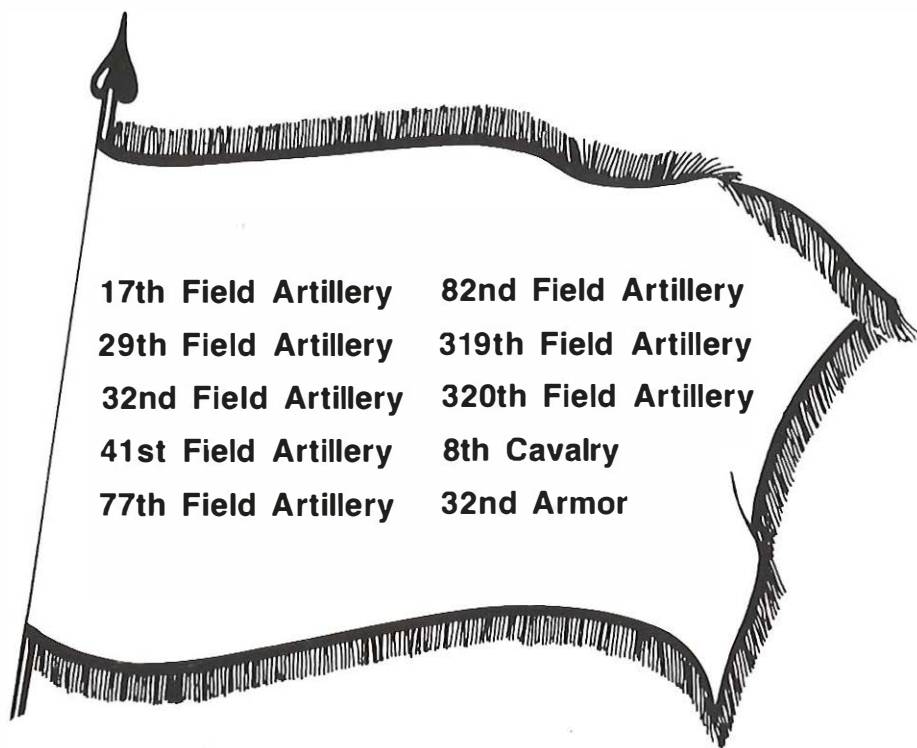 17th Field Artillery
29th Field Artillery
32nd Field Artillery
41st Field Artillery
77th Field Artillery
82nd Field Artillery
319th Field Artillery
320th Field Artillery
8th Cavalry
32nd Armor